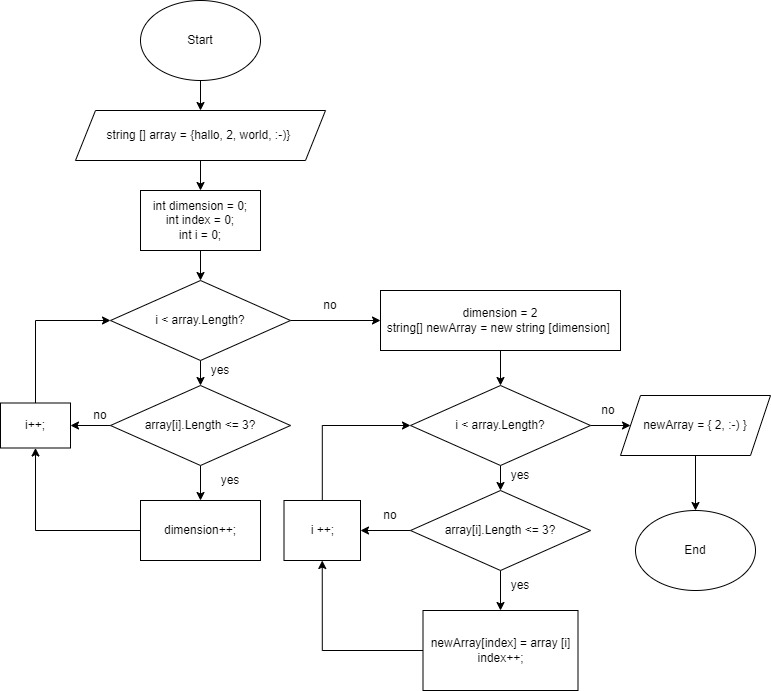 Start
string [] array = {hallo, 2, world, :-)}
int dimension = 0;
int index = 0;
int i = 0;
i < array.Length?
no
dimension = 2
string[] newArray = new string [dimension]
yes
i++;
no
array[i].Length <= 3?
yes
dimension++;
i < array.Length?
no
newArray = { 2, :-) }
yes
i ++;
no
array[i].Length <= 3?
yes
newArray[index] = array [i]
index++;
End